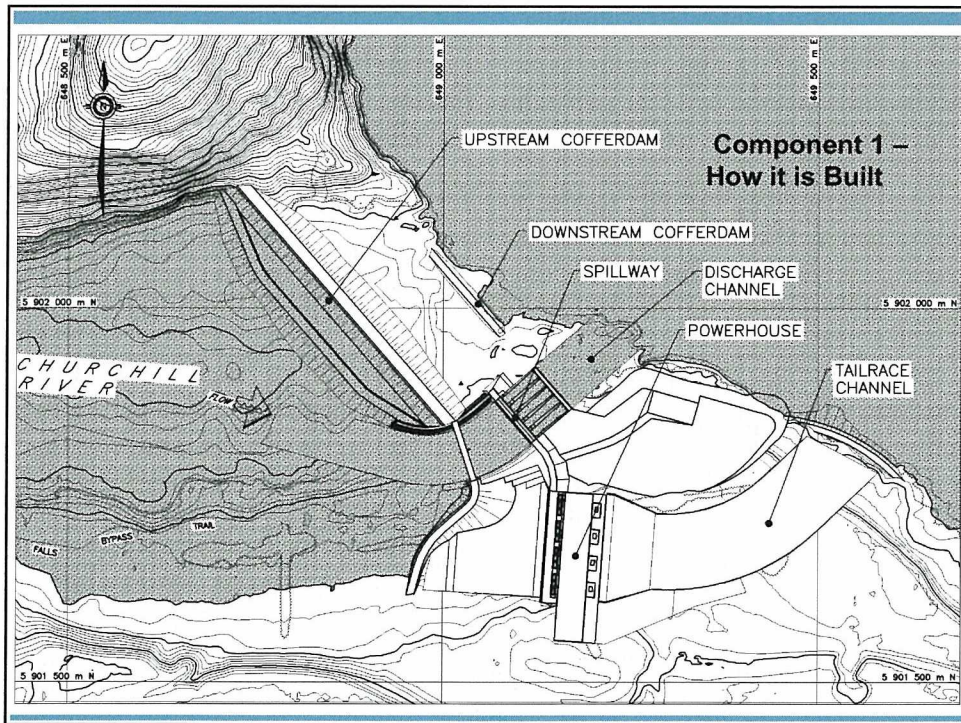 648 500 m E
649 000 m E
649 500 m E
N
UPSTREAM COFFERDAM
Component 1 –
How it is Built
DOWNSTREAM COFFERDAM
SPILLWAY
DISCHARGE
CHANNEL
5 902 000 m N
5 902 000 m N
POWERHOUSE
TAILRACE
CHANNEL
CHURCHILL
RIVER
FLOW
FALLS BYPASS TRAIL
5 901 500 m N
5 901 500 m N